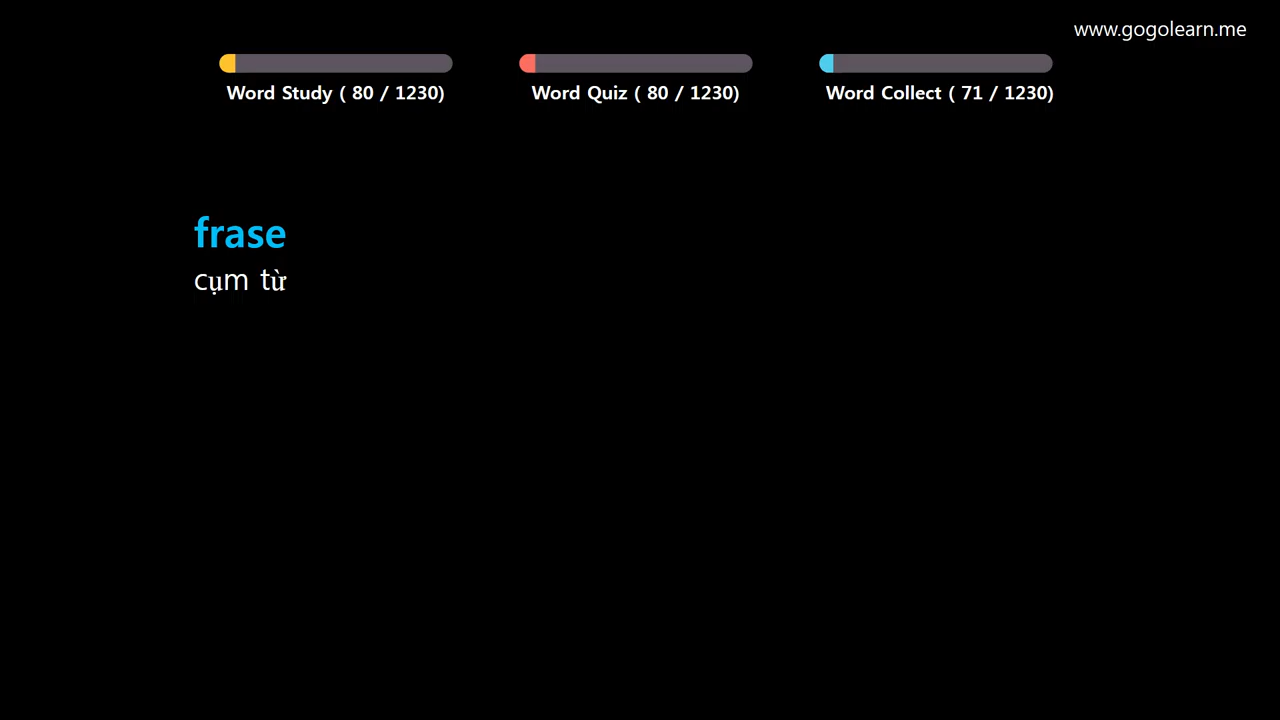 www.gogolearn.me
Word Study ( 80 / 1230)
Word Quiz ( 80 / 1230)
Word Collect ( 71 / 1230)
frase
cụm từ